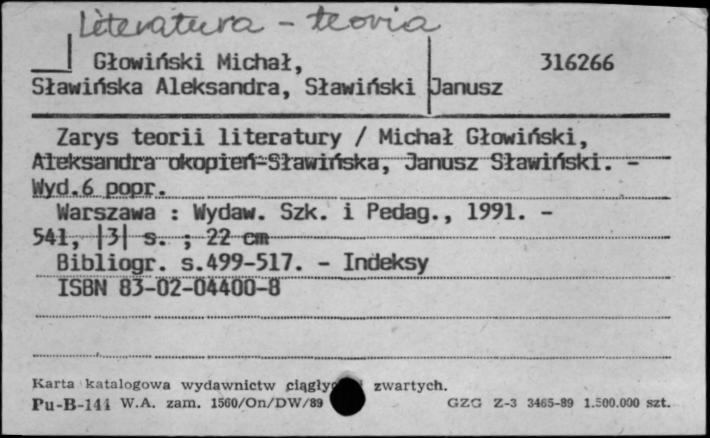 Literatura - teoria
Głowiński Michał, 316266
Sławińska Aleksandra, Sławiński Janusz
Zarys teorii literatury / Michał Głowiński,
Aleksandra okopień-Sławińska, Janusz Sławiński. -
Wyd.6 popr.
Warszawa : Wydaw. Szk. i Pedag., 1991. -
541, |3| s. ; 22 cm
Bibliogr. s.499-517. - Indeksy
ISBN 83-02-04400-8
Karta katalogowa wydawnictw zwartych.
Pu-B-144 W.A. zam. 1560/On/DW/89 GZG Z-3 3465-89 1.500.000 szt.